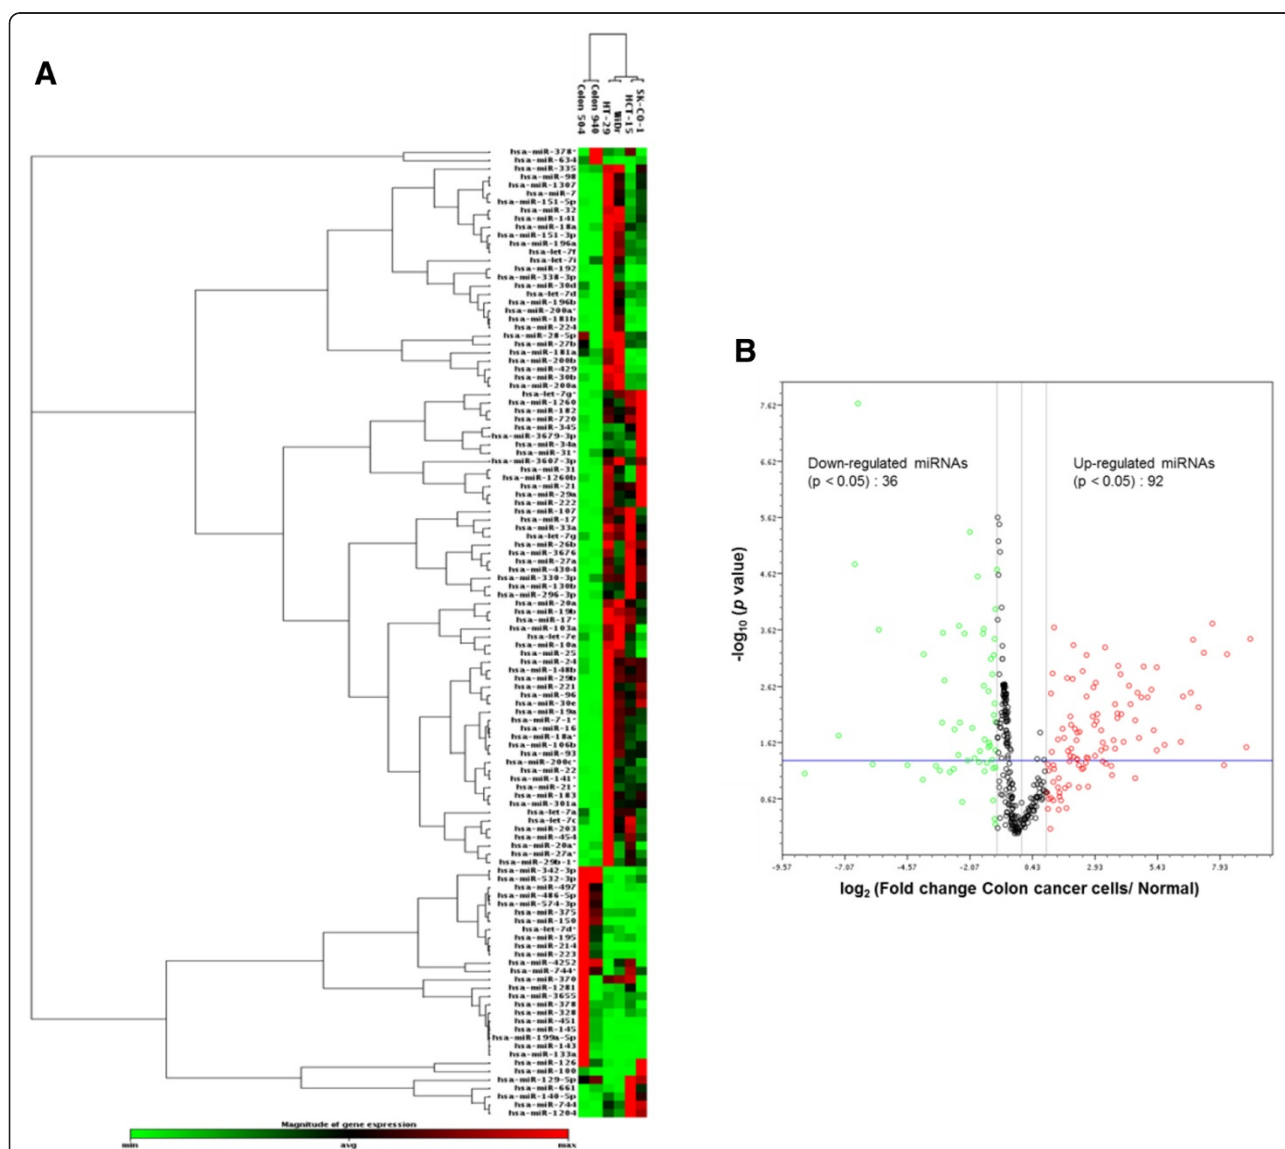 A
Colon 504
Colon 940
HT-29
WiDr
HCT-15
SK-CO-1
hsa-miR-378*
hsa-miR-634
hsa-miR-335
hsa-miR-98
hsa-miR-1307
hsa-miR-7
hsa-miR-151-5p
hsa-miR-32
hsa-miR-141
hsa-miR-18a
hsa-miR-151-3p
hsa-miR-196a
hsa-let-7f
hsa-let-7i
hsa-miR-192
hsa-miR-338-3p
hsa-miR-30d
hsa-let-7d
hsa-miR-196b
hsa-miR-200a*
hsa-miR-181b
hsa-miR-224
hsa-miR-28-5p
hsa-miR-27b
hsa-miR-181a
hsa-miR-200b
hsa-miR-429
hsa-miR-30b
hsa-miR-200a
hsa-let-7g*
hsa-miR-1260
hsa-miR-182
hsa-miR-720
hsa-miR-345
hsa-miR-3679-3p
hsa-miR-34a
hsa-miR-31*
hsa-miR-3607-3p
hsa-miR-31
hsa-miR-1260b
hsa-miR-21
hsa-miR-29a
hsa-miR-222
hsa-miR-107
hsa-miR-17
hsa-miR-33a
hsa-let-7g
hsa-miR-26b
hsa-miR-3676
hsa-miR-27a
hsa-miR-4304
hsa-miR-330-3p
hsa-miR-130b
hsa-miR-296-3p
hsa-miR-20a
hsa-miR-19b
hsa-miR-17*
hsa-miR-103a
hsa-let-7e
hsa-miR-10a
hsa-miR-25
hsa-miR-24
hsa-miR-148b
hsa-miR-29b
hsa-miR-221
hsa-miR-96
hsa-miR-30e
hsa-miR-19a
hsa-miR-7-1*
hsa-miR-16
hsa-miR-18a*
hsa-miR-106b
hsa-miR-93
hsa-miR-200c*
hsa-miR-22
hsa-miR-141*
hsa-miR-21*
hsa-miR-183
hsa-miR-301a
hsa-let-7a
hsa-let-7c
hsa-miR-203
hsa-miR-454
hsa-miR-20a*
hsa-miR-27a*
hsa-miR-29b-1*
hsa-miR-342-3p
hsa-miR-532-3p
hsa-miR-497
hsa-miR-486-5p
hsa-miR-574-3p
hsa-miR-375
hsa-miR-150
hsa-let-7d*
hsa-miR-195
hsa-miR-214
hsa-miR-223
hsa-miR-4252
hsa-miR-744*
hsa-miR-370
hsa-miR-1281
hsa-miR-3655
hsa-miR-378
hsa-miR-328
hsa-miR-451
hsa-miR-145
hsa-miR-199a-5p
hsa-miR-143
hsa-miR-133a
hsa-miR-126
hsa-miR-100
hsa-miR-129-5p
hsa-miR-661
hsa-miR-140-5p
hsa-miR-744
hsa-miR-1204
Magnitude of gene expression
min avg max
B
7.62
6.62
5.62
4.62
3.62
2.62
1.62
0.62
-log10 (p value)
Down-regulated miRNAs
(p < 0.05) : 36
Up-regulated miRNAs
(p < 0.05) : 92
-9.57 -7.07 -4.57 -2.07 0.43 2.93 5.43 7.93
log2 (Fold change Colon cancer cells/ Normal)